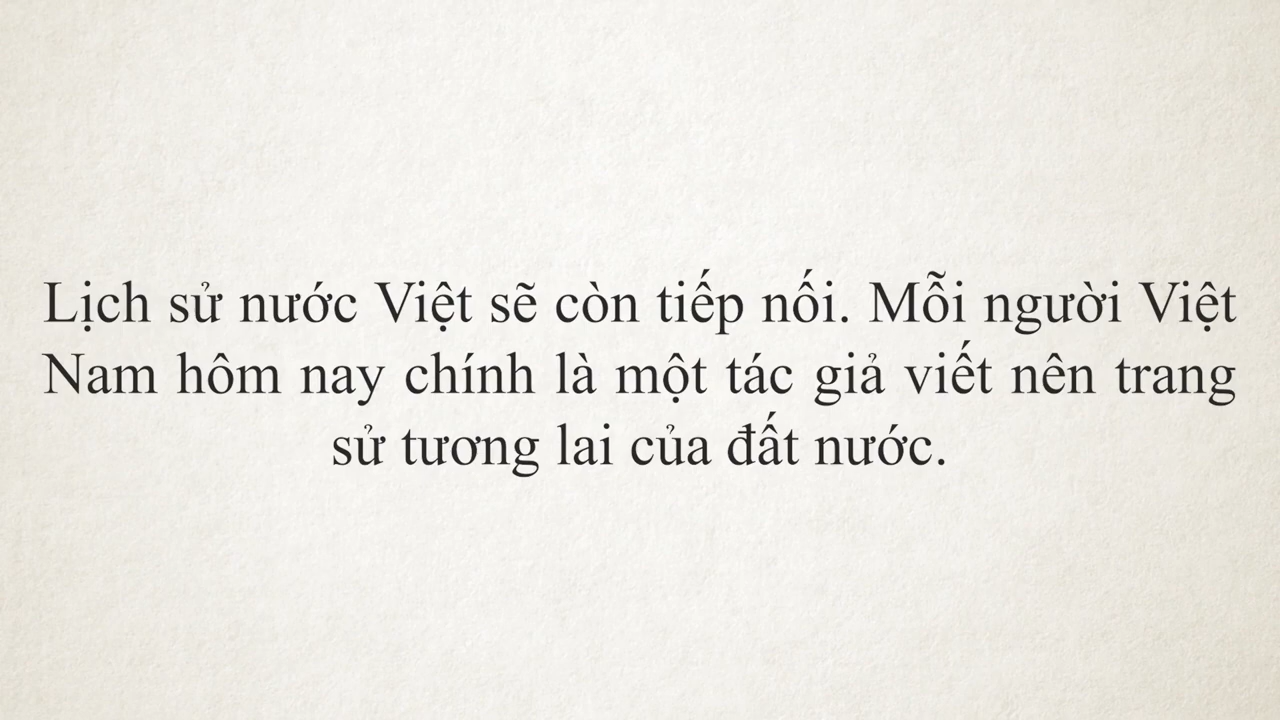 Lịch sử nước Việt sẽ còn tiếp nối. Mỗi người Việt
Nam hôm nay chính là một tác giả viết nên trang
sử tương lai của đất nước.